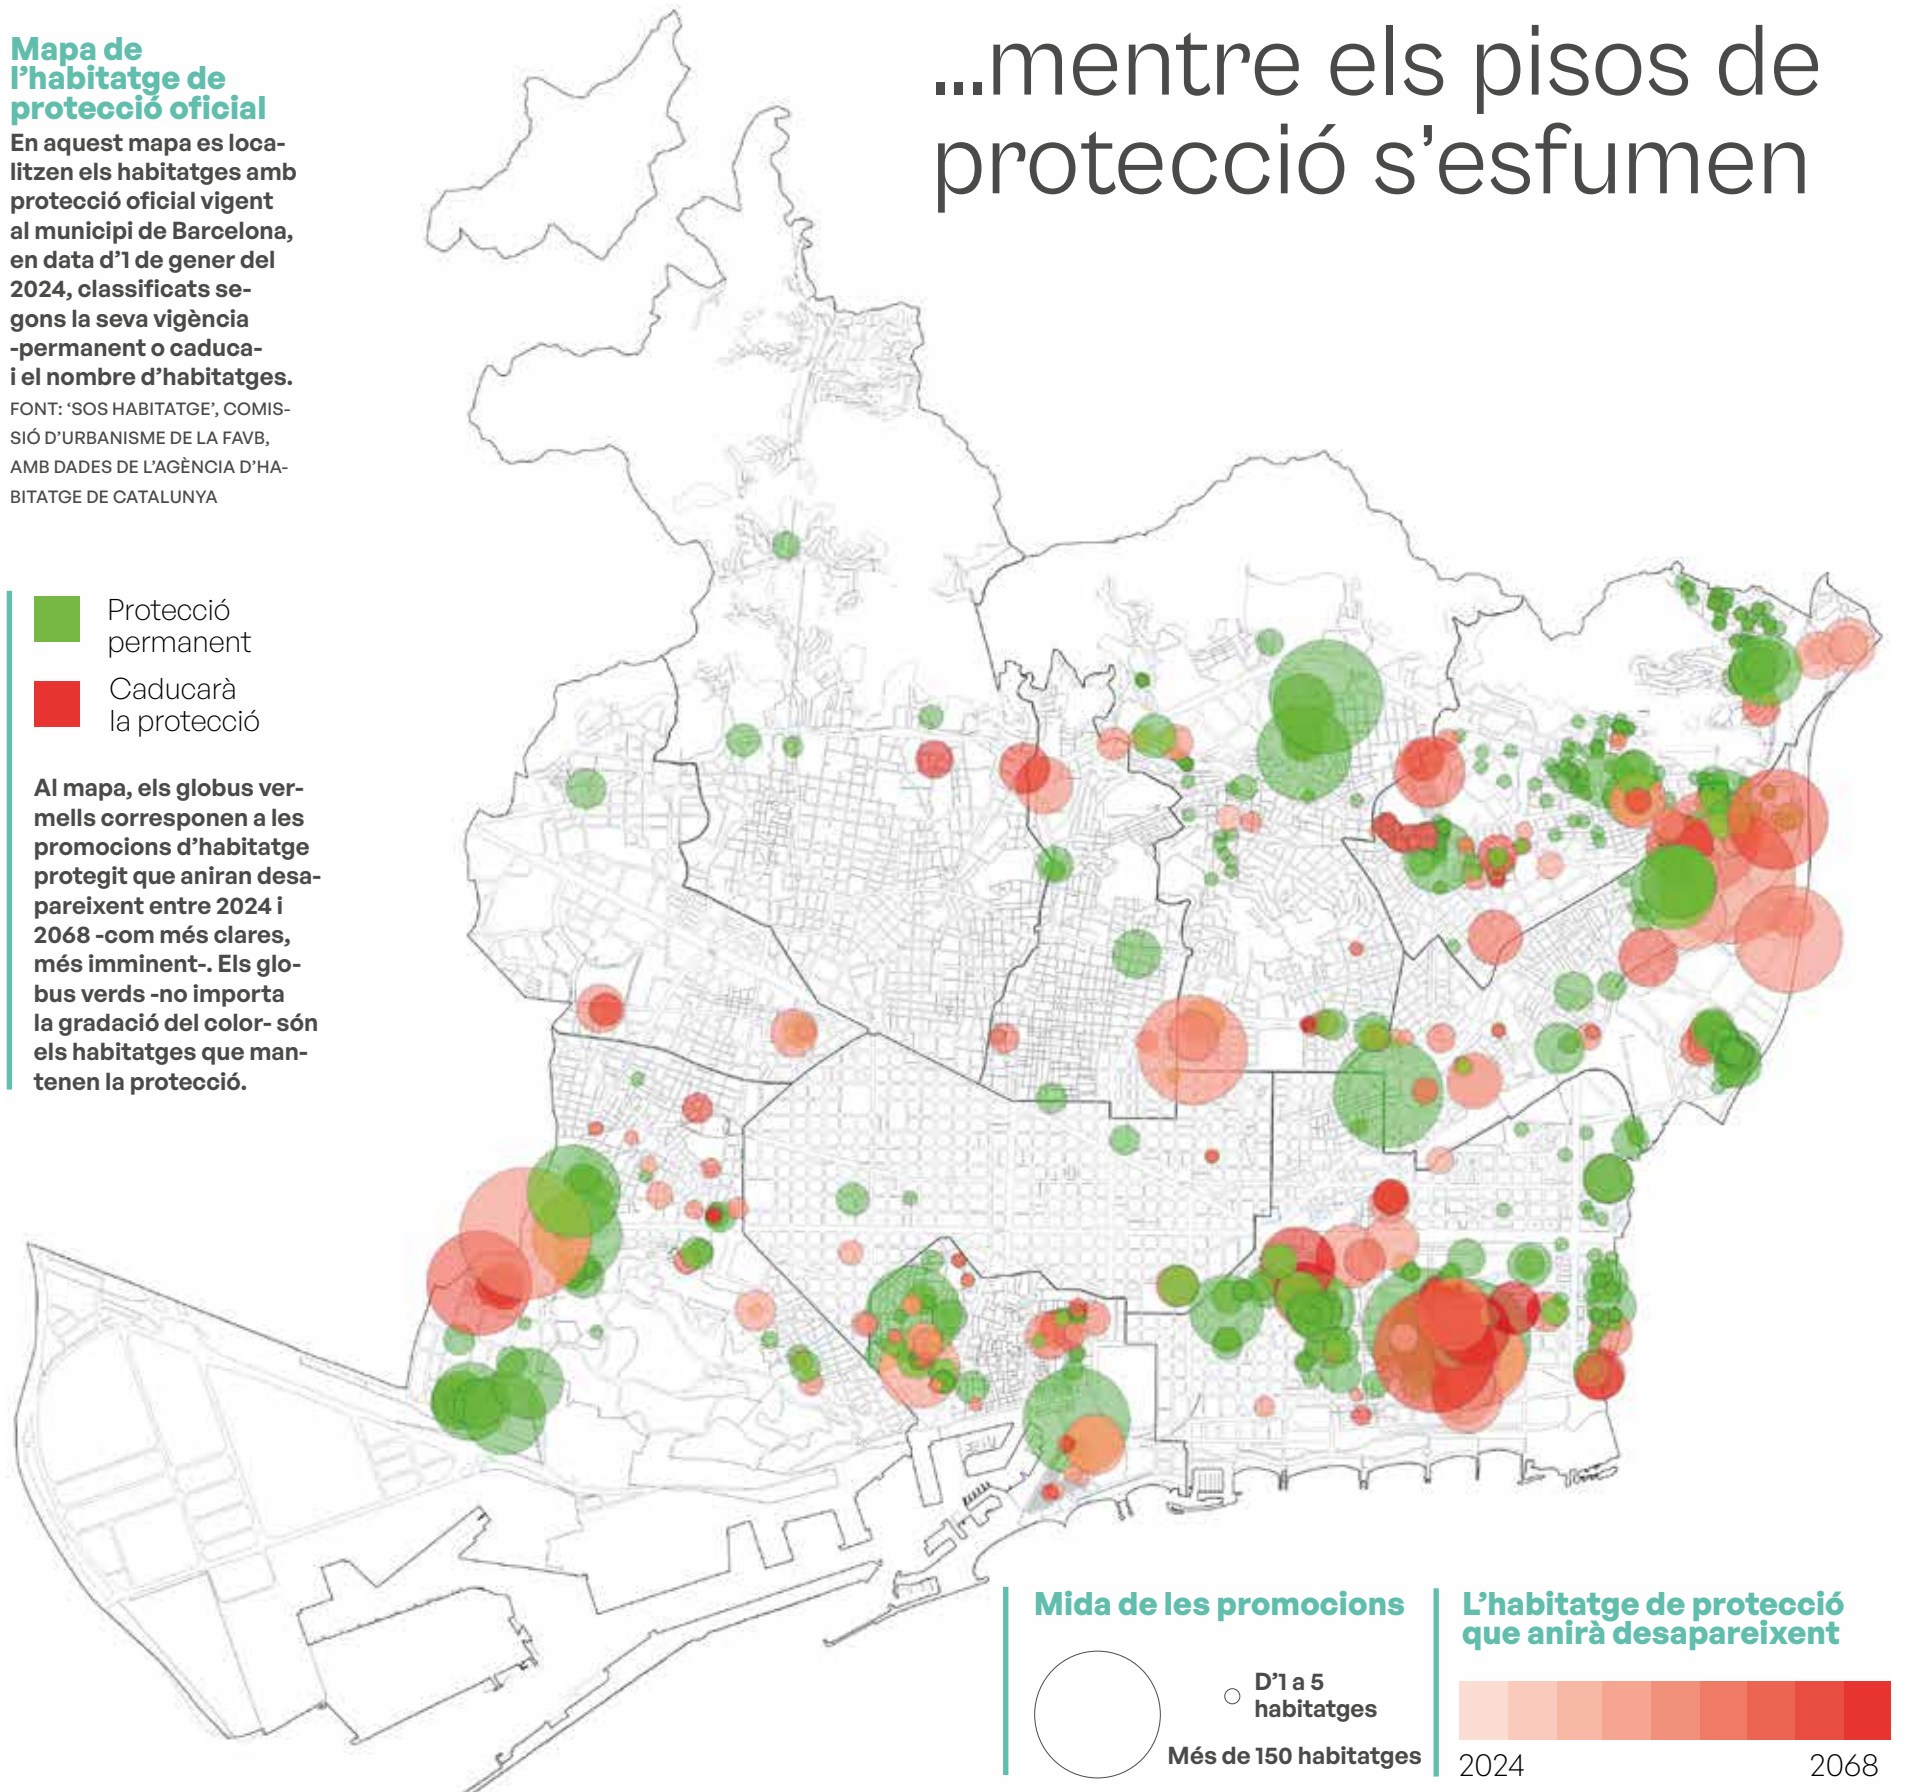 ...mentre els pisos de
protecció s'esfumen
Mapa de
l'habitatge de
protecció oficial
En aquest mapa es loca-
litzen els habitatges amb
protecció oficial vigent
al municipi de Barcelona,
en data d'1 de gener del
2024, classificats se-
gons la seva vigència
-permanent o caduca-
i el nombre d'habitatges.
FONT: 'SOS HABITATGE', COMIS-
SIÓ D'URBANISME DE LA FAVB,
AMB DADES DE L'AGÈNCIA D'HA-
BITATGE DE CATALUNYA
Protecció
permanent
Caducarà
la protecció
Al mapa, els globus ver-
mells corresponen a les
promocions d'habitatge
protegit que aniran desa-
pareixent entre 2024 i
2068 -com més clares,
més imminent-. Els glo-
bus verds -no importa
la gradació del color- són
els habitatges que man-
tenen la protecció.
Mida de les promocions
D'1 a 5
habitatges
Més de 150 habitatges
L'habitatge de protecció
que anirà desapareixent
2024
2068